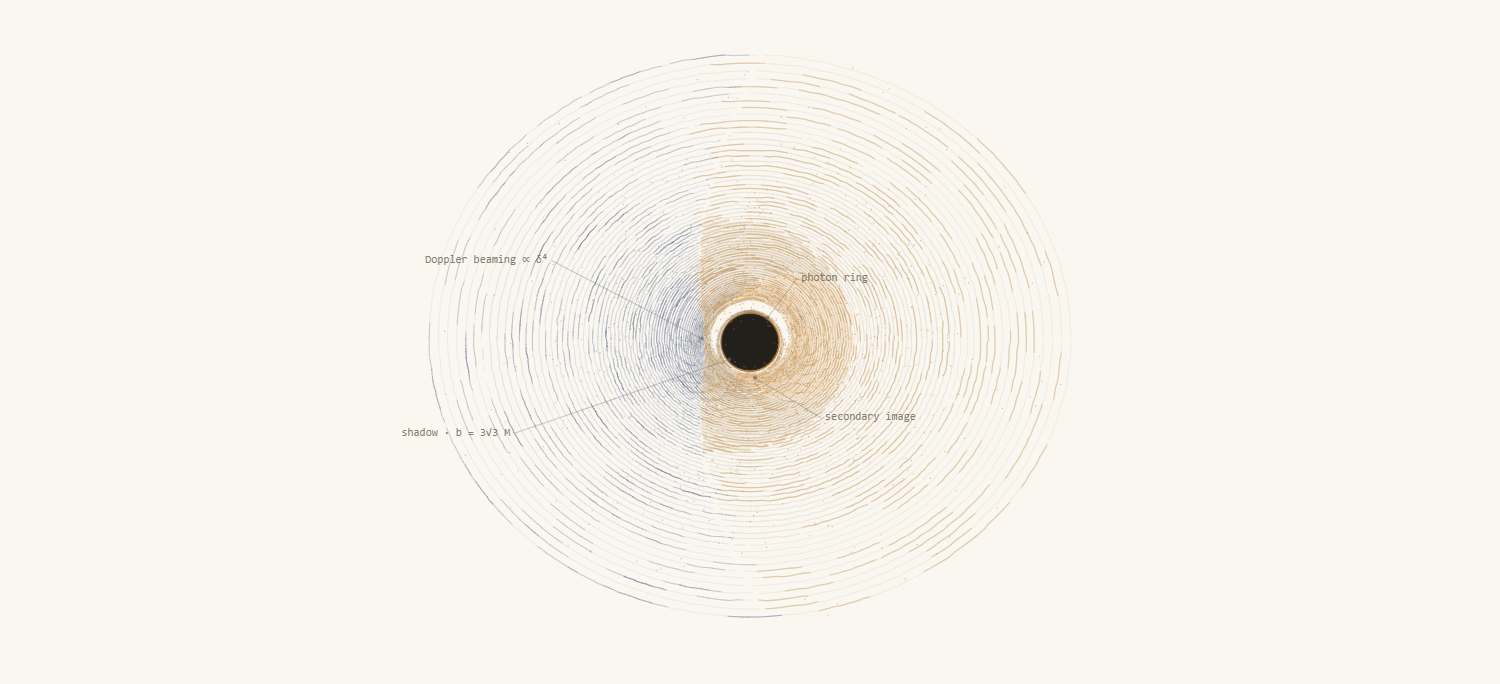 Doppler beaming ∝ δ⁴
photon ring
secondary image
shadow · b = 3√3 M